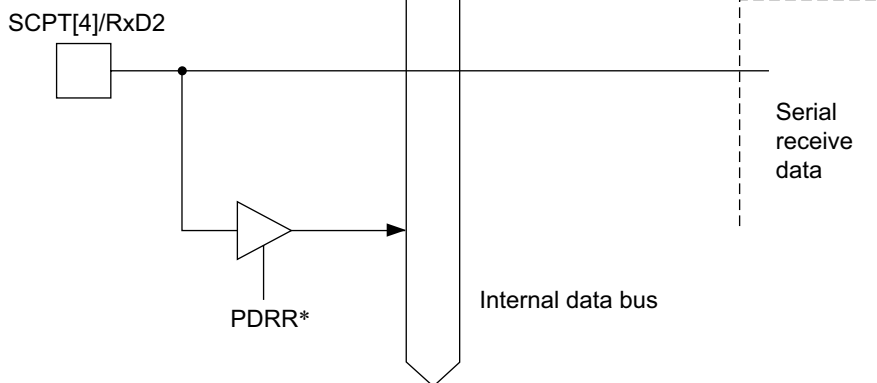 SCPT[4]/RxD2
Serial
receive
data
Internal data bus
PDRR*